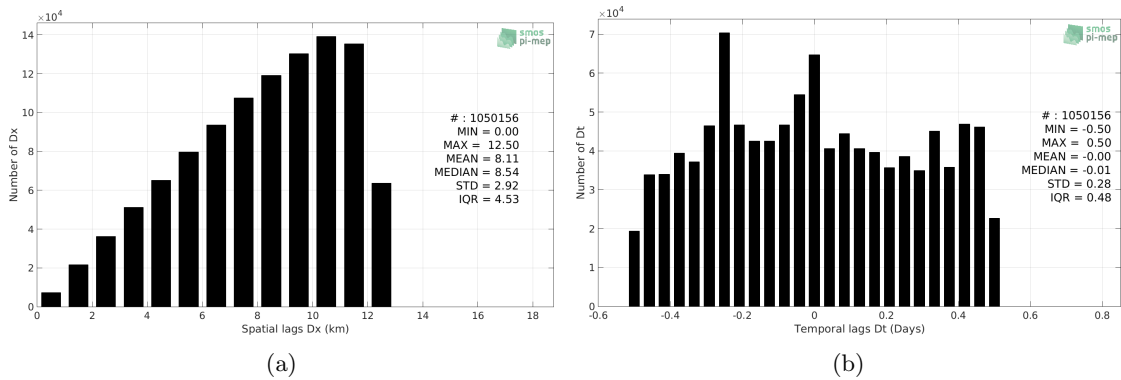 ×10⁴
14
12
10
8
6
4
2
0
Number of Dx
0 2 4 6 8 10 12 14 16 18
Spatial lags Dx (km)
smos
pi-mep
# : 1050156
MIN = 0.00
MAX = 12.50
MEAN = 8.11
MEDIAN = 8.54
STD = 2.92
IQR = 4.53
(a)
×10⁴
7
6
5
4
3
2
1
0
Number of Dt
-0.6 -0.4 -0.2 0 0.2 0.4 0.6 0.8
Temporal lags Dt (Days)
smos
pi-mep
# : 1050156
MIN = -0.50
MAX = 0.50
MEAN = -0.00
MEDIAN = -0.01
STD = 0.28
IQR = 0.48
(b)